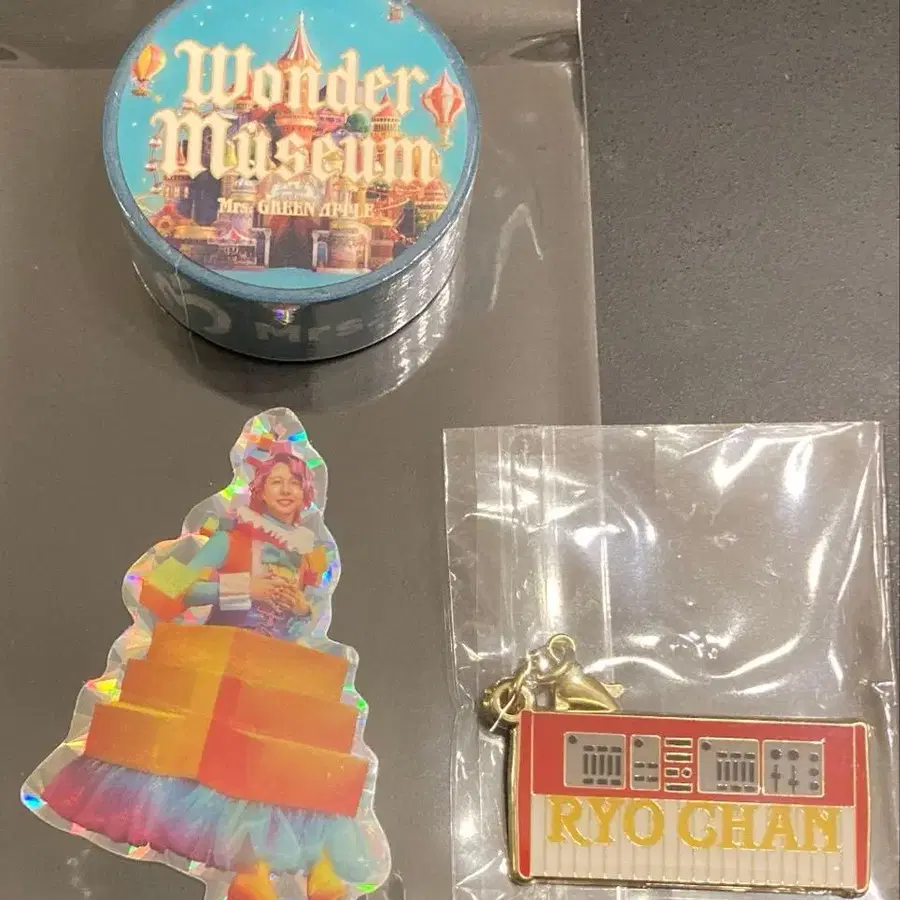 Wonder
Museum
Mrs. GREEN APPLE
Mrs.
RYO CHAN